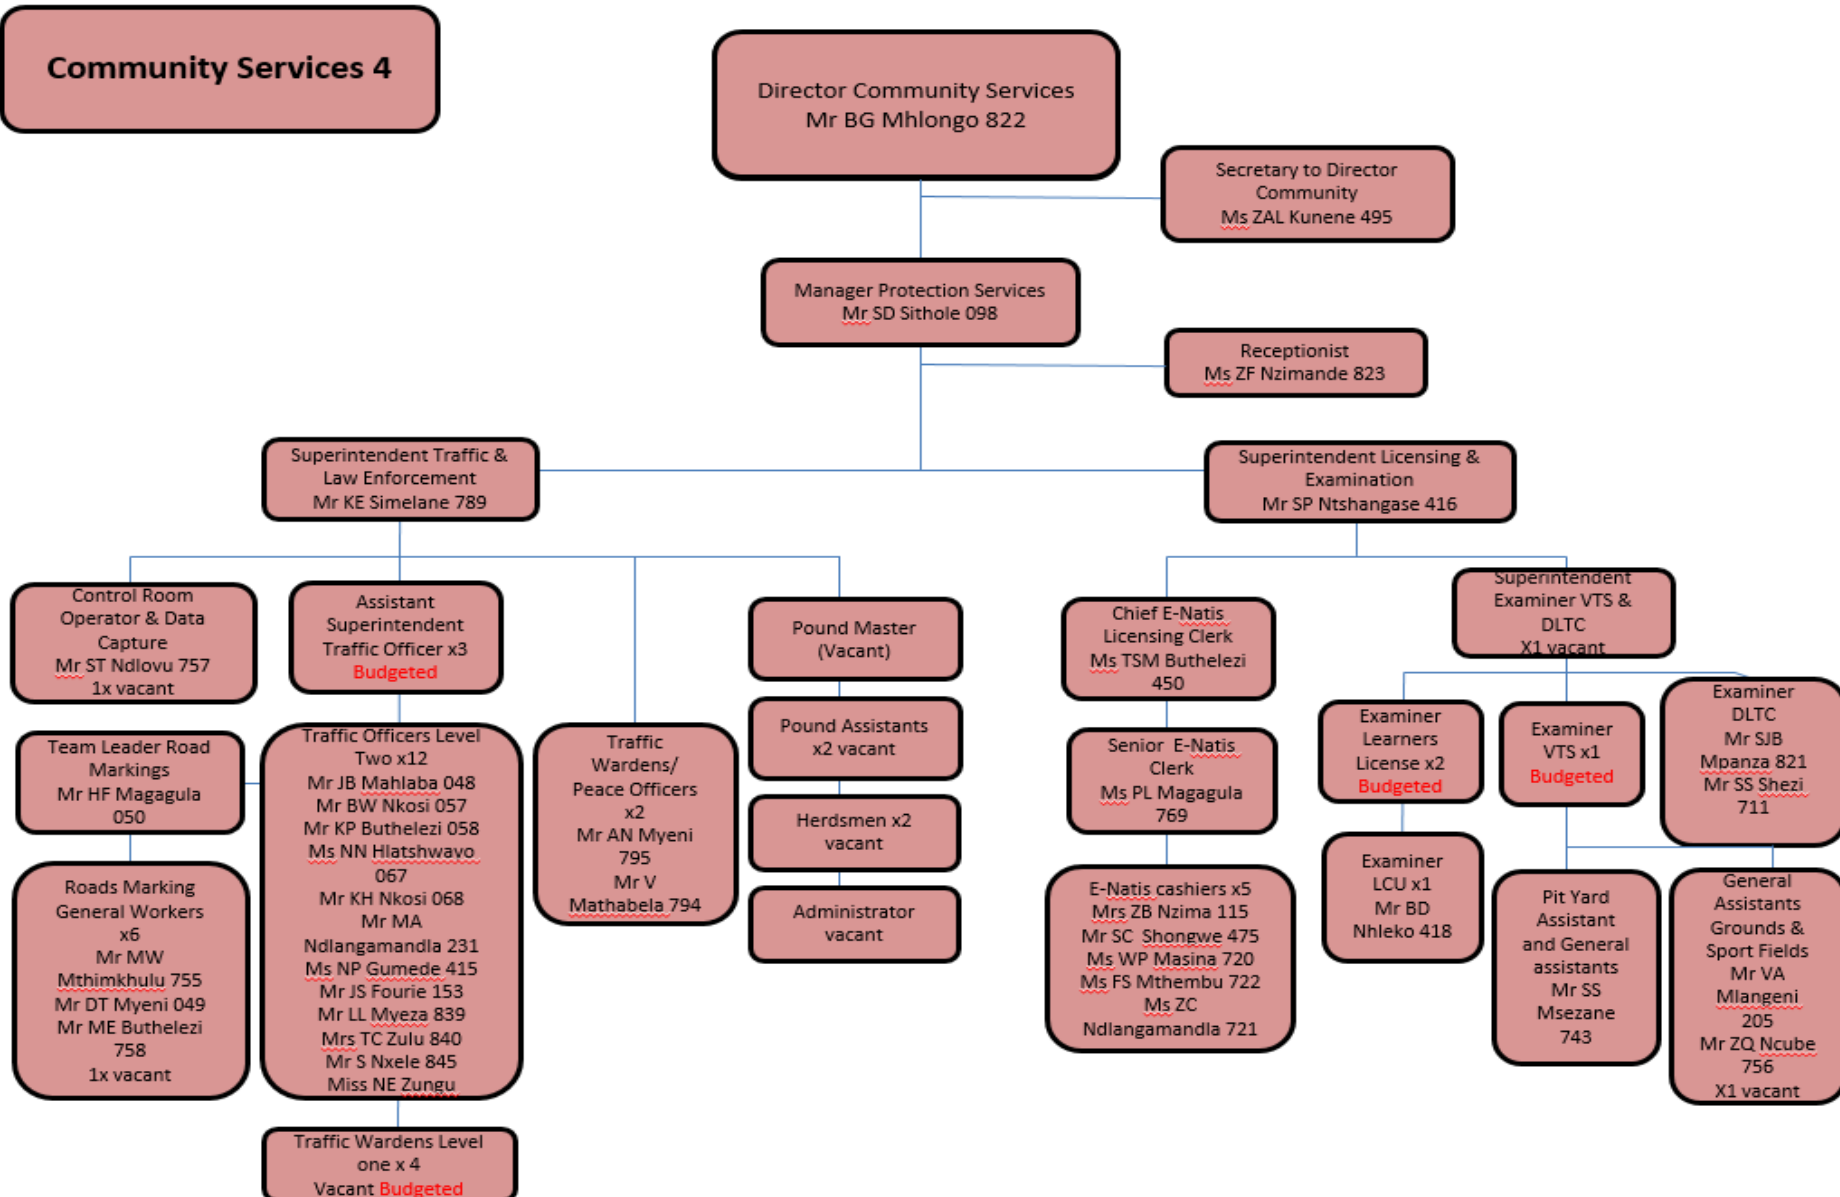 Community Services 4
Director Community Services
Mr BG Mhlongo 822
Secretary to Director
Community
Ms ZAL Kunene 495
Manager Protection Services
Mr SD Sithole 098
Receptionist
Ms ZF Nzimande 823
Superintendent Traffic &
Law Enforcement
Mr KE Simelane 789
Superintendent Licensing &
Examination
Mr SP Ntshangase 416
Control Room
Operator & Data
Capture
Mr ST Ndlovu 757
1x vacant
Assistant
Superintendent
Traffic Officer x3
Budgeted
Pound Master
(Vacant)
Chief E-Natis
Licensing Clerk
Ms TSM Buthelezi
450
Superintendent
Examiner VTS &
DLTC
X1 vacant
Team Leader Road
Markings
Mr HF Magagula
050
Traffic Officers Level
Two x12
Mr JB Mahlaba 048
Mr BW Nkosi 057
Mr KP Buthelezi 058
Ms NN Hlatshwayo
067
Mr KH Nkosi 068
Mr MA
Ndlangamandla 231
Ms NP Gumede 415
Mr JS Fourie 153
Mr LL Myeza 839
Mrs TC Zulu 840
Mr S Nxele 845
Miss NE Zungu
Traffic
Wardens/
Peace Officers
x2
Mr AN Myeni
795
Mr V
Mathabela 794
Pound Assistants
x2 vacant
Herdsmen x2
vacant
Administrator
vacant
Senior E-Natis
Clerk
Ms PL Magagula
769
Examiner
Learners
License x2
Budgeted
Examiner
VTS x1
Budgeted
Examiner
DLTC
Mr SJB
Mpanza 821
Mr SS Shezi
711
Roads Marking
General Workers
x6
Mr MW
Mthimkhulu 755
Mr DT Myeni 049
Mr ME Buthelezi
758
1x vacant
E-Natis cashiers x5
Mrs ZB Nzima 115
Mr SC Shongwe 475
Ms WP Masina 720
Ms FS Mthembu 722
Ms ZC
Ndlangamandla 721
Examiner
LCU x1
Mr BD
Nhleko 418
Pit Yard
Assistant
and General
assistants
Mr SS
Msezane
743
General
Assistants
Grounds &
Sport Fields
Mr VA
Mlangeni
205
Mr ZQ Ncube
756
X1 vacant
Traffic Wardens Level
one x 4
Vacant Budgeted